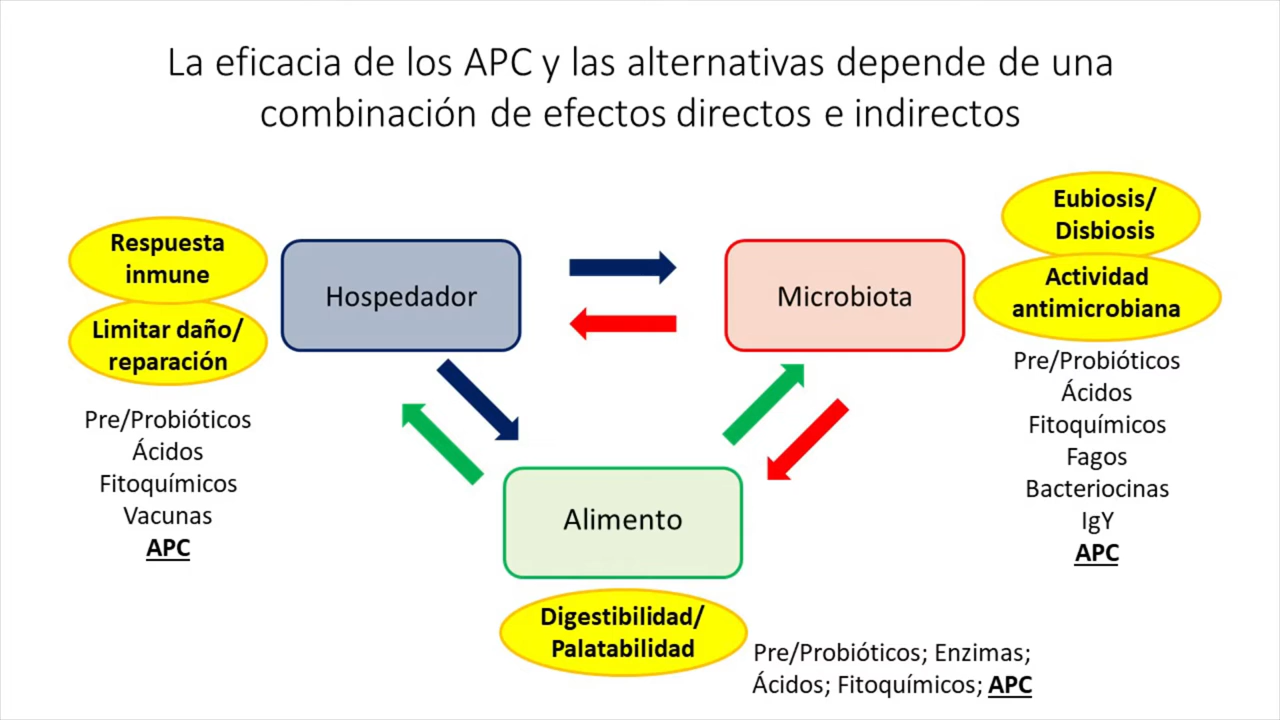 La eficacia de los APC y las alternativas depende de una
combinación de efectos directos e indirectos
Respuesta
inmune
Limitar daño/
reparación
Pre/Probióticos
Ácidos
Fitoquímicos
Vacunas
APC
Hospedador
Microbiota
Eubiosis/
Disbiosis
Actividad
antimicrobiana
Pre/Probióticos
Ácidos
Fitoquímicos
Fagos
Bacteriocinas
IgY
APC
Alimento
Digestibilidad/
Palatabilidad
Pre/Probióticos; Enzimas;
Ácidos; Fitoquímicos; APC